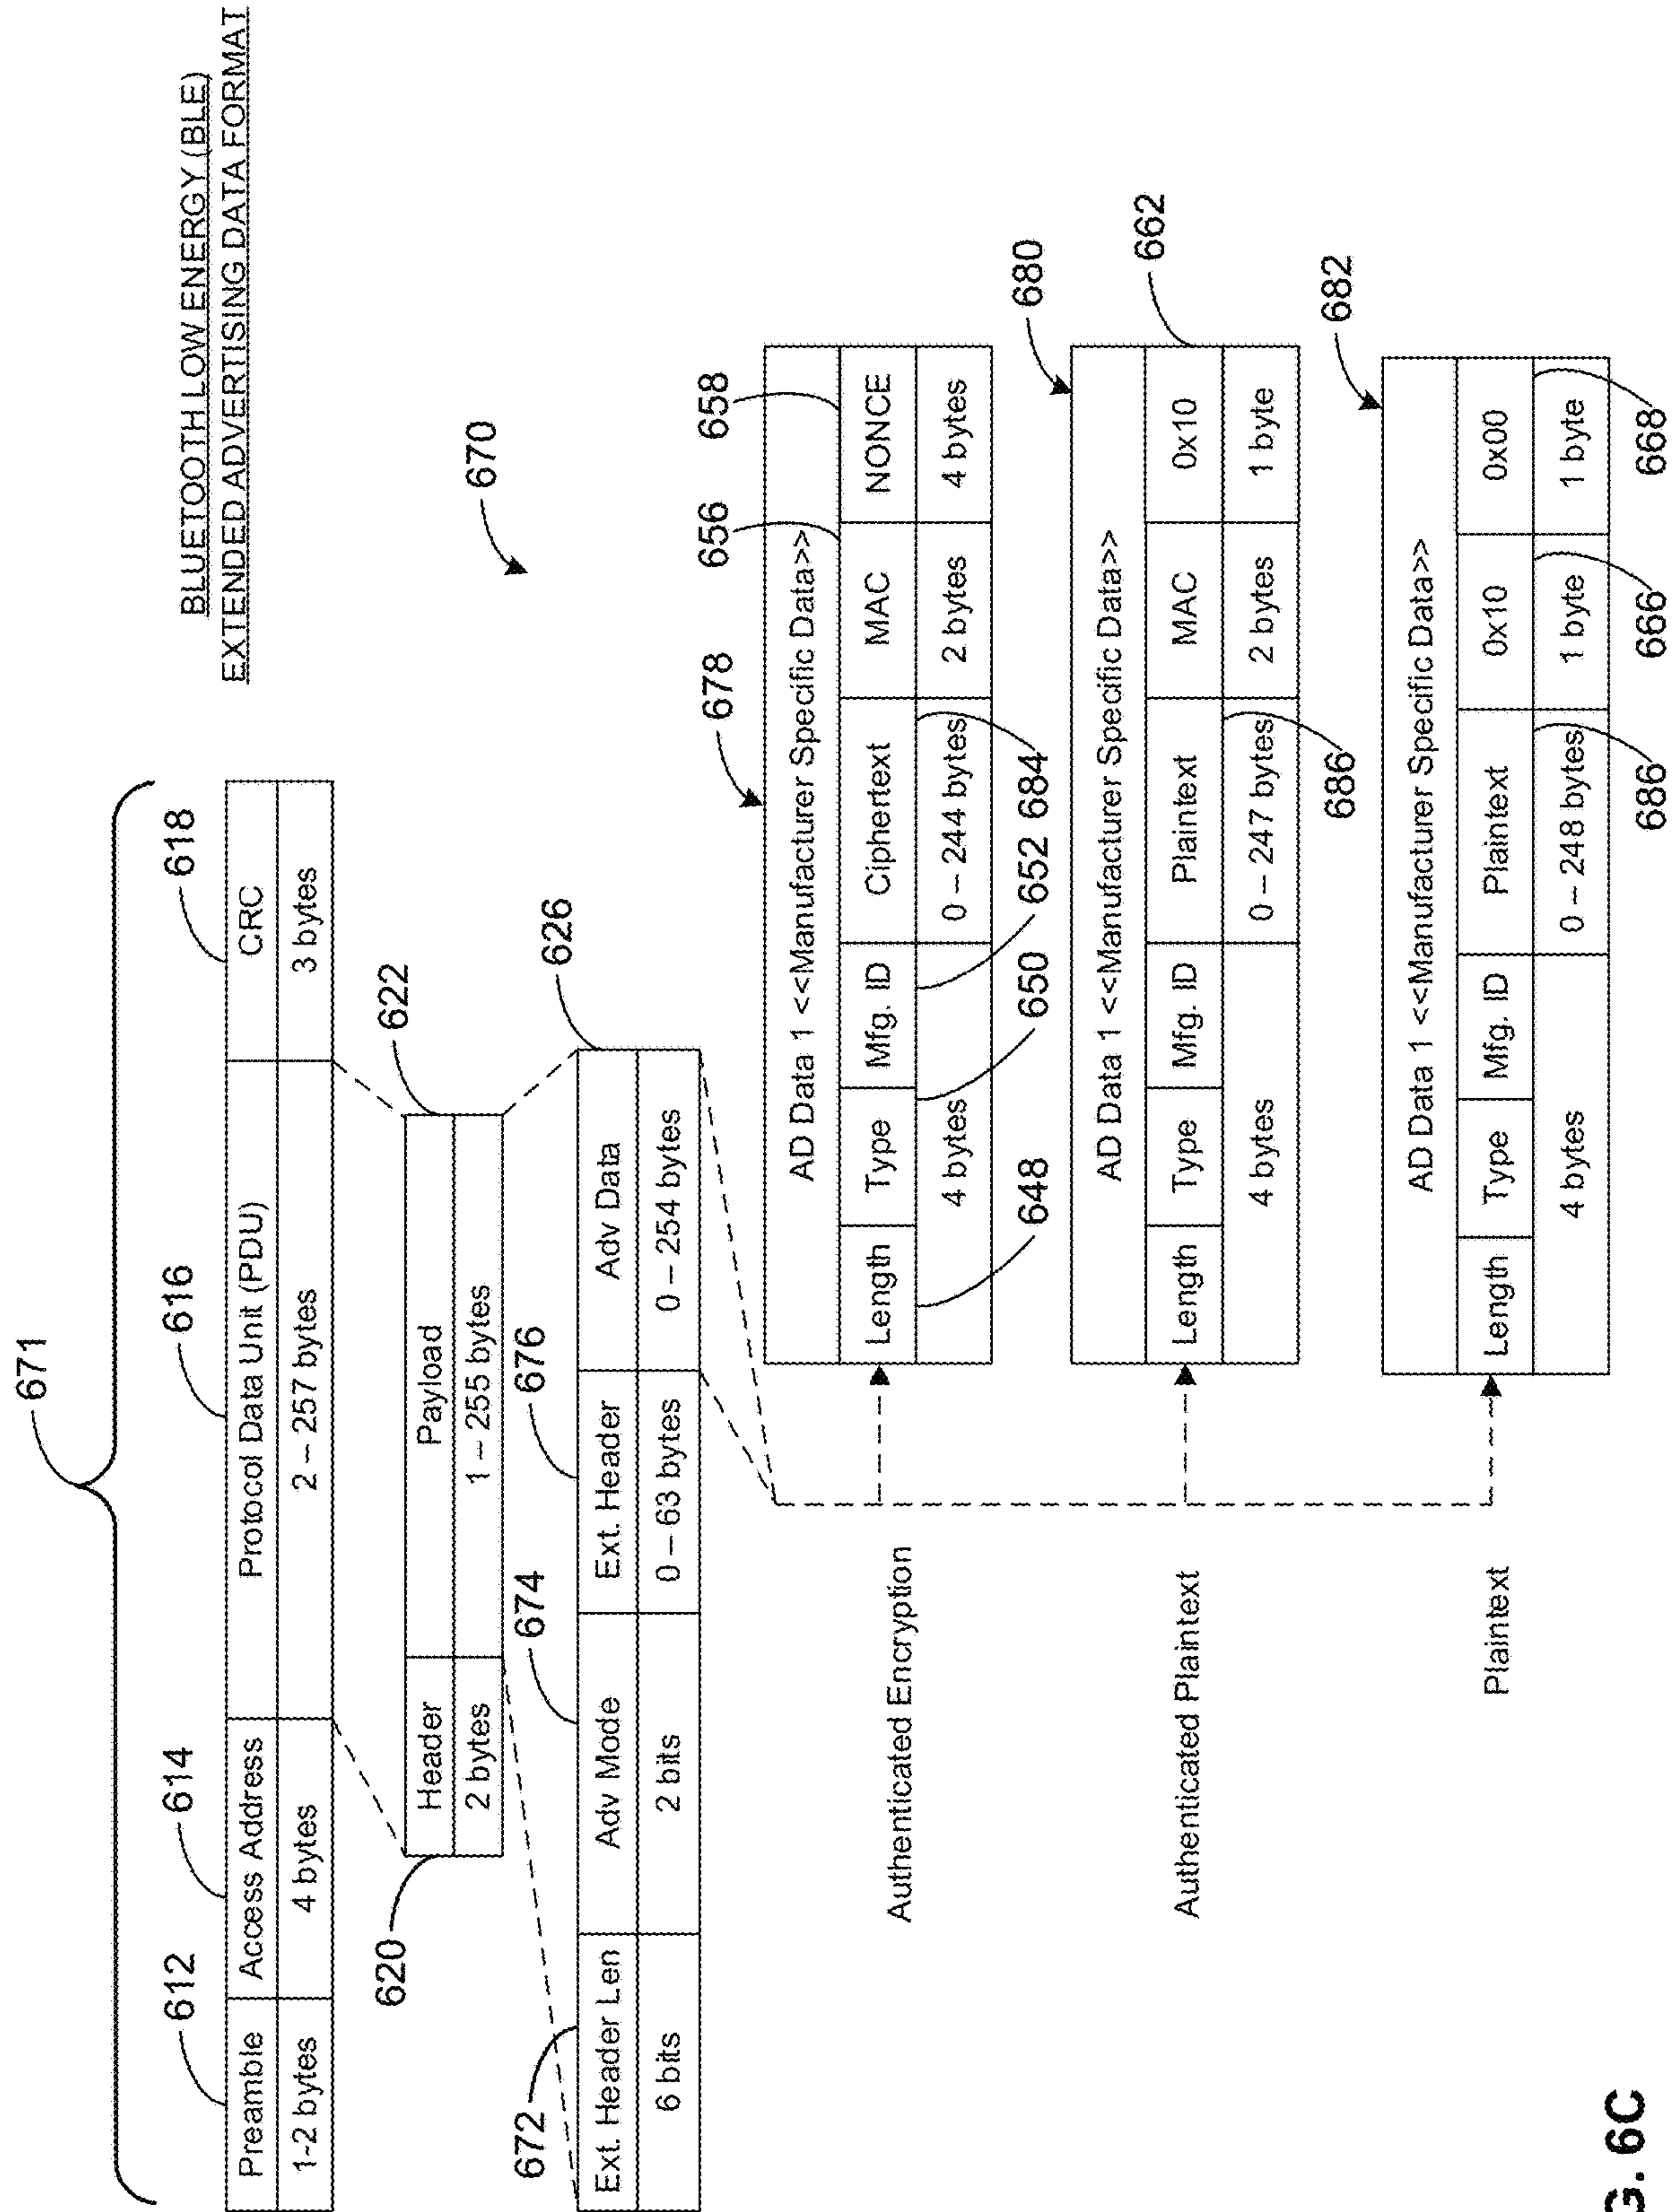 BLUETOOTH LOW ENERGY (BLE)
EXTENDED ADVERTISING DATA FORMAT
670
671
612
614
616
618
Preamble Access Address Protocol Data Unit (PDU) CRC
1-2 bytes 4 bytes 2 – 257 bytes 3 bytes
620
622
Header Payload
2 bytes 1 – 255 bytes
672
674
676
626
Ext. Header Len Adv Mode Ext. Header Adv Data
6 bits 2 bits 0 – 63 bytes 0 – 254 bytes
678
656
658
Authenticated Encryption
AD Data 1 <<Manufacturer Specific Data>>
Length Type Mfg. ID Ciphertext MAC NONCE
4 bytes 0 – 244 bytes 2 bytes 4 bytes
648
650
652
684
680
662
Authenticated Plaintext
AD Data 1 <<Manufacturer Specific Data>>
Length Type Mfg. ID Plaintext MAC 0x10
4 bytes 0 – 247 bytes 2 bytes 1 byte
686
682
Plaintext
AD Data 1 <<Manufacturer Specific Data>>
Length Type Mfg. ID Plaintext 0x10 0x00
4 bytes 0 – 248 bytes 1 byte 1 byte
686
666
668
G. 6C